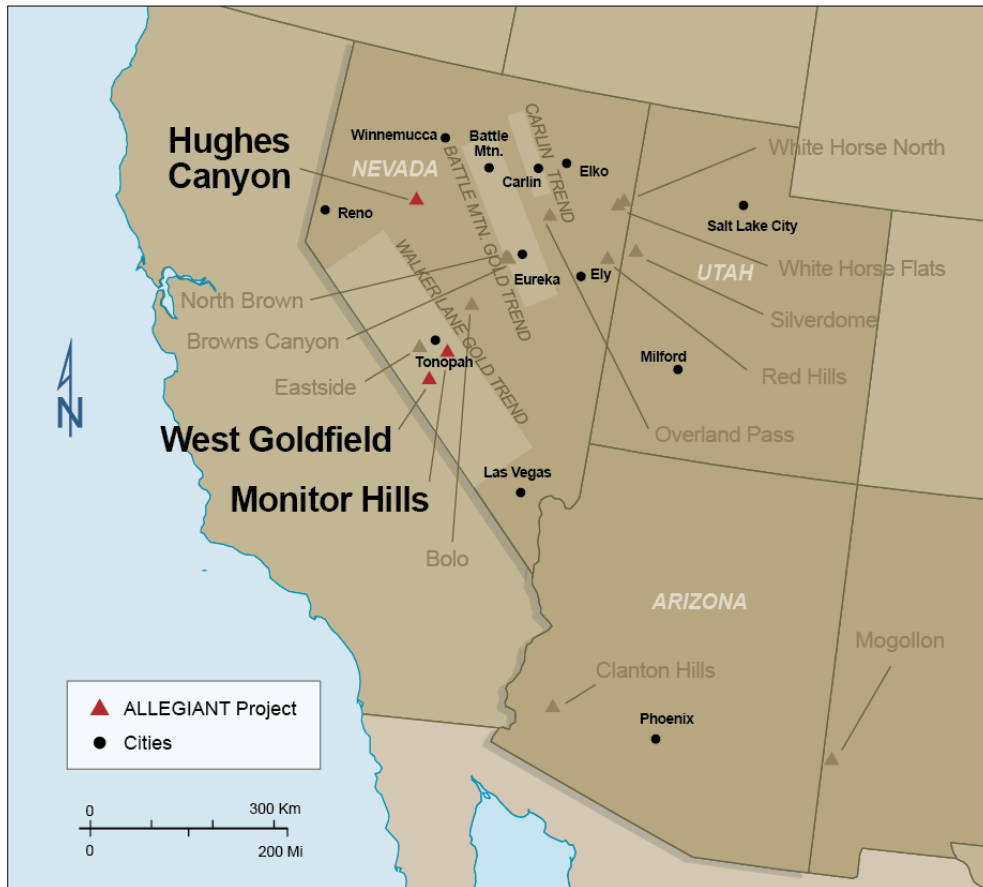 Hughes
Canyon
Winnemucca
Battle
Mtn.
NEVADA
CARLIN TREND
Carlin
Elko
White Horse North
Reno
BATTLE MTN. GOLD TREND
Salt Lake City
WALKER LANE GOLD TREND
Eureka
Ely
UTAH
White Horse Flats
North Brown
Silverdome
Browns Canyon
Tonopah
Milford
Eastside
Red Hills
N
West Goldfield
Overland Pass
Las Vegas
Monitor Hills
Bolo
ARIZONA
Mogollon
Clanton Hills
Phoenix
ALLEGIANT Project
Cities
0 300 Km
0 200 Mi